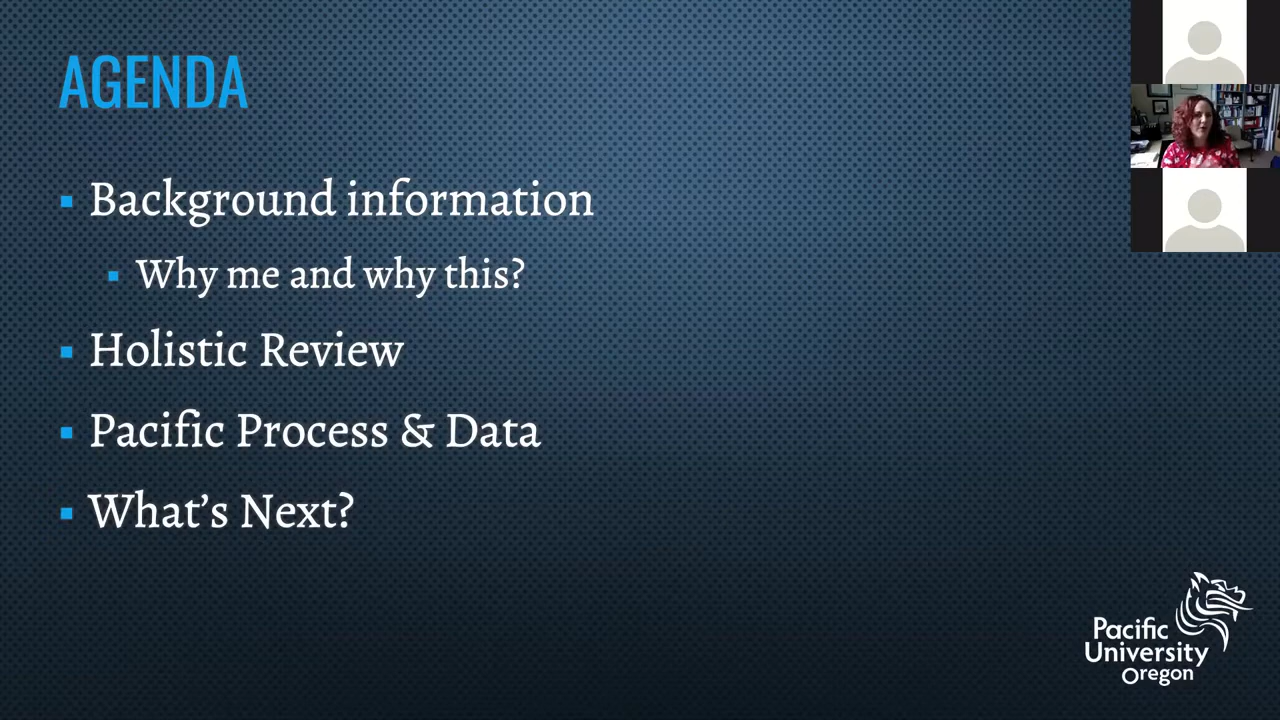 AGENDA
Background information
Why me and why this?
Holistic Review
Pacific Process & Data
What's Next?
Pacific
University
Oregon